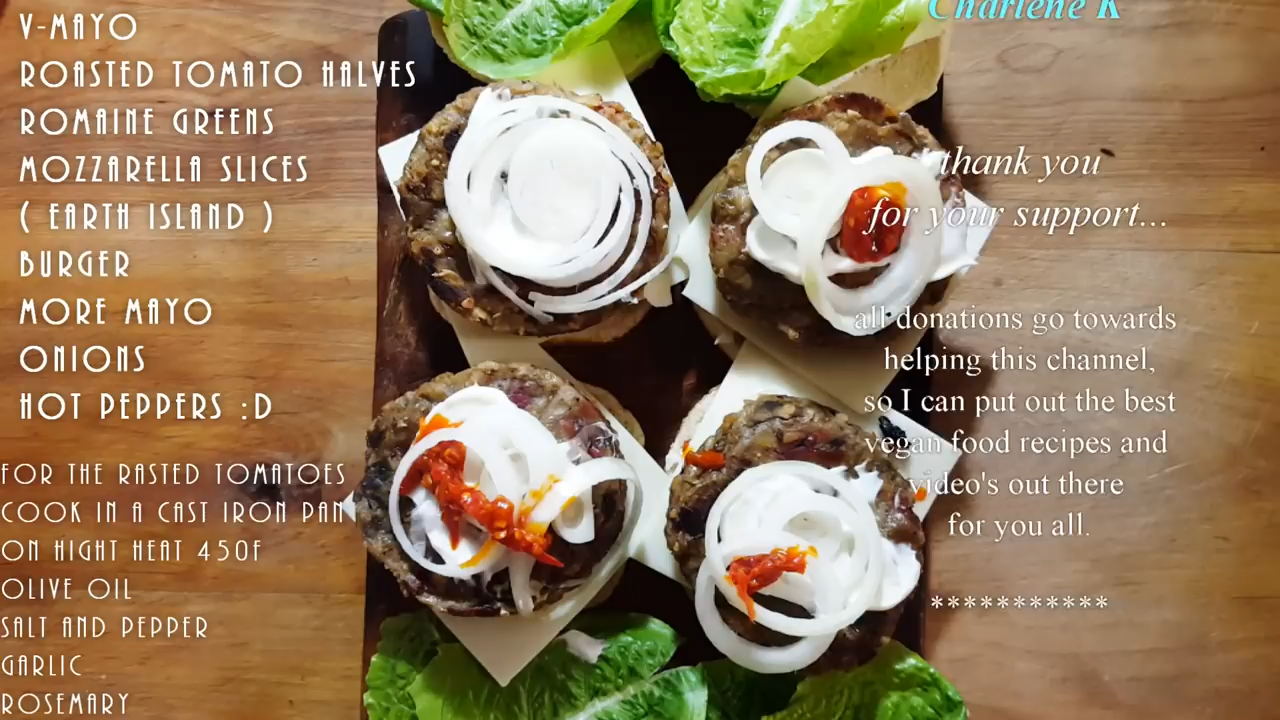 V-MAYO
ROASTED TOMATO HALVES
ROMAINE GREENS
MOZZARELLA SLICES
( EARTH ISLAND )
BURGER
MORE MAYO
ONIONS
HOT PEPPERS :D
FOR THE RASTED TOMATOES
COOK IN A CAST IRON PAN
ON HIGHT HEAT 450F
OLIVE OIL
SALT AND PEPPER
GARLIC
ROSEMARY
Charlene K
thank you
for your support...
all donations go towards
helping this channel,
so I can put out the best
vegan food recipes and
video's out there
for you all.
***********